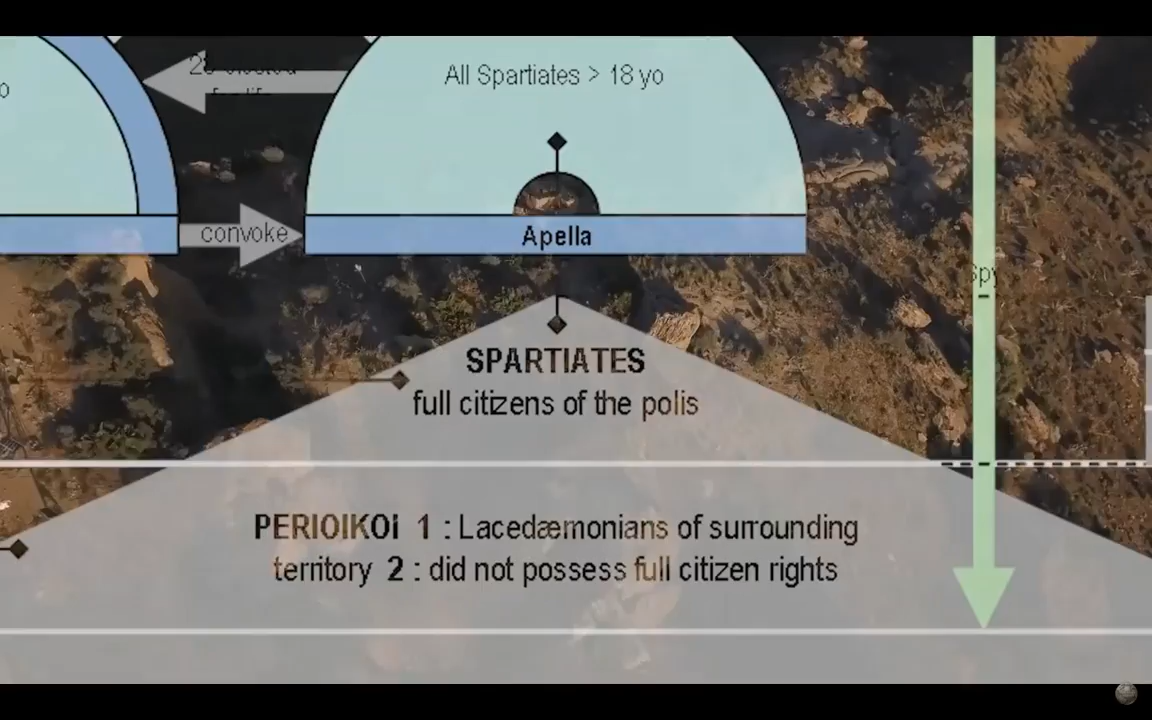 All Spartiates > 18 yo
convoke
Apella
Spy
SPARTIATES
full citizens of the polis
PERIOIKOI 1 : Lacedæmonians of surrounding
territory 2 : did not possess full citizen rights